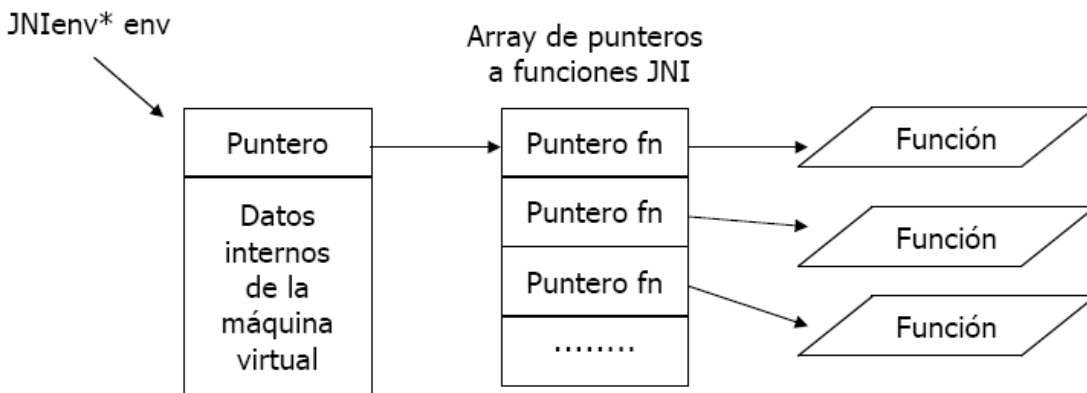 JNIenv* env
Array de punteros
a funciones JNI
Puntero
Datos
internos
de la
máquina
virtual
Puntero fn
Puntero fn
Puntero fn
........
Función
Función
Función